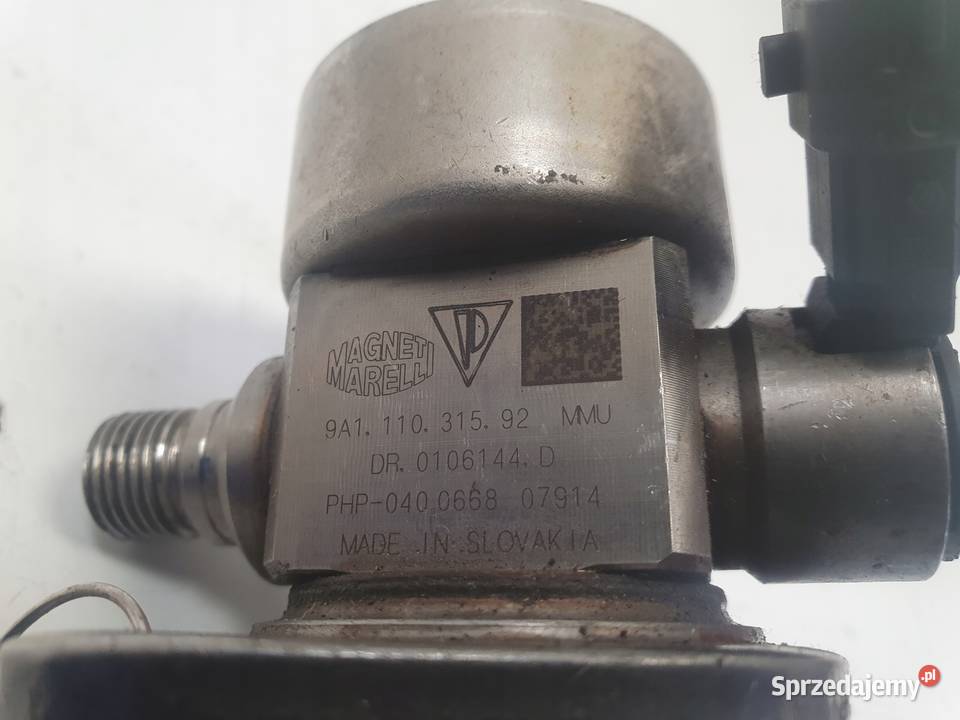 MAGNETI
MARELLI
9A1. 110. 315. 92 MMU
DR. 0106144. D
PHP-040.0668 07914
MADE IN SLOVAKIA
Sprzedajemy.pl